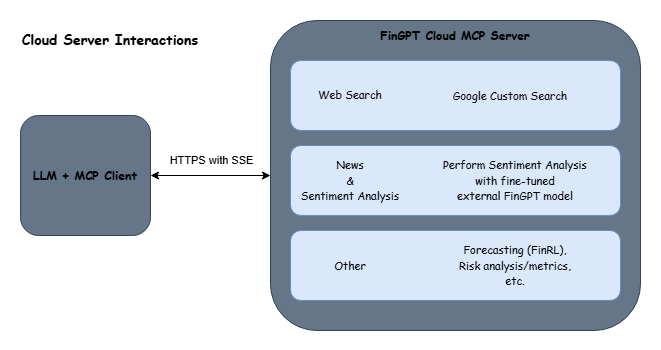 Cloud Server Interactions
FinGPT Cloud MCP Server
LLM + MCP Client
HTTPS with SSE
Web Search
Google Custom Search
News
&
Sentiment Analysis
Perform Sentiment Analysis
with fine-tuned
external FinGPT model
Other
Forecasting (FinRL),
Risk analysis/metrics,
etc.